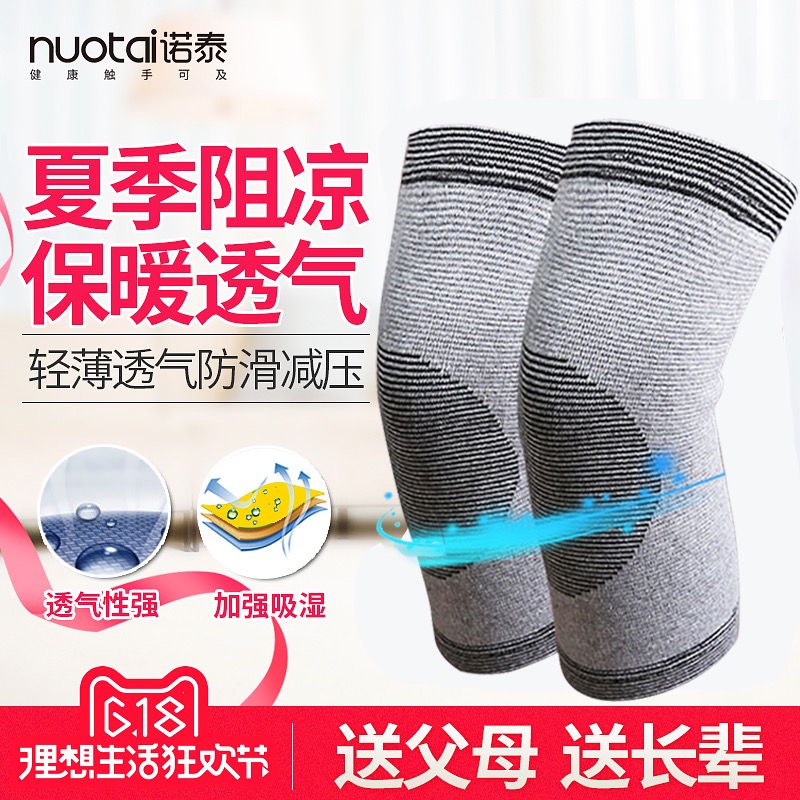 nuotai诺泰
健康触手可及
夏季阻凉
保暖透气
轻薄透气防滑减压
透气性强
加强吸湿
6.18
理想生活狂欢节
送父母 送长辈